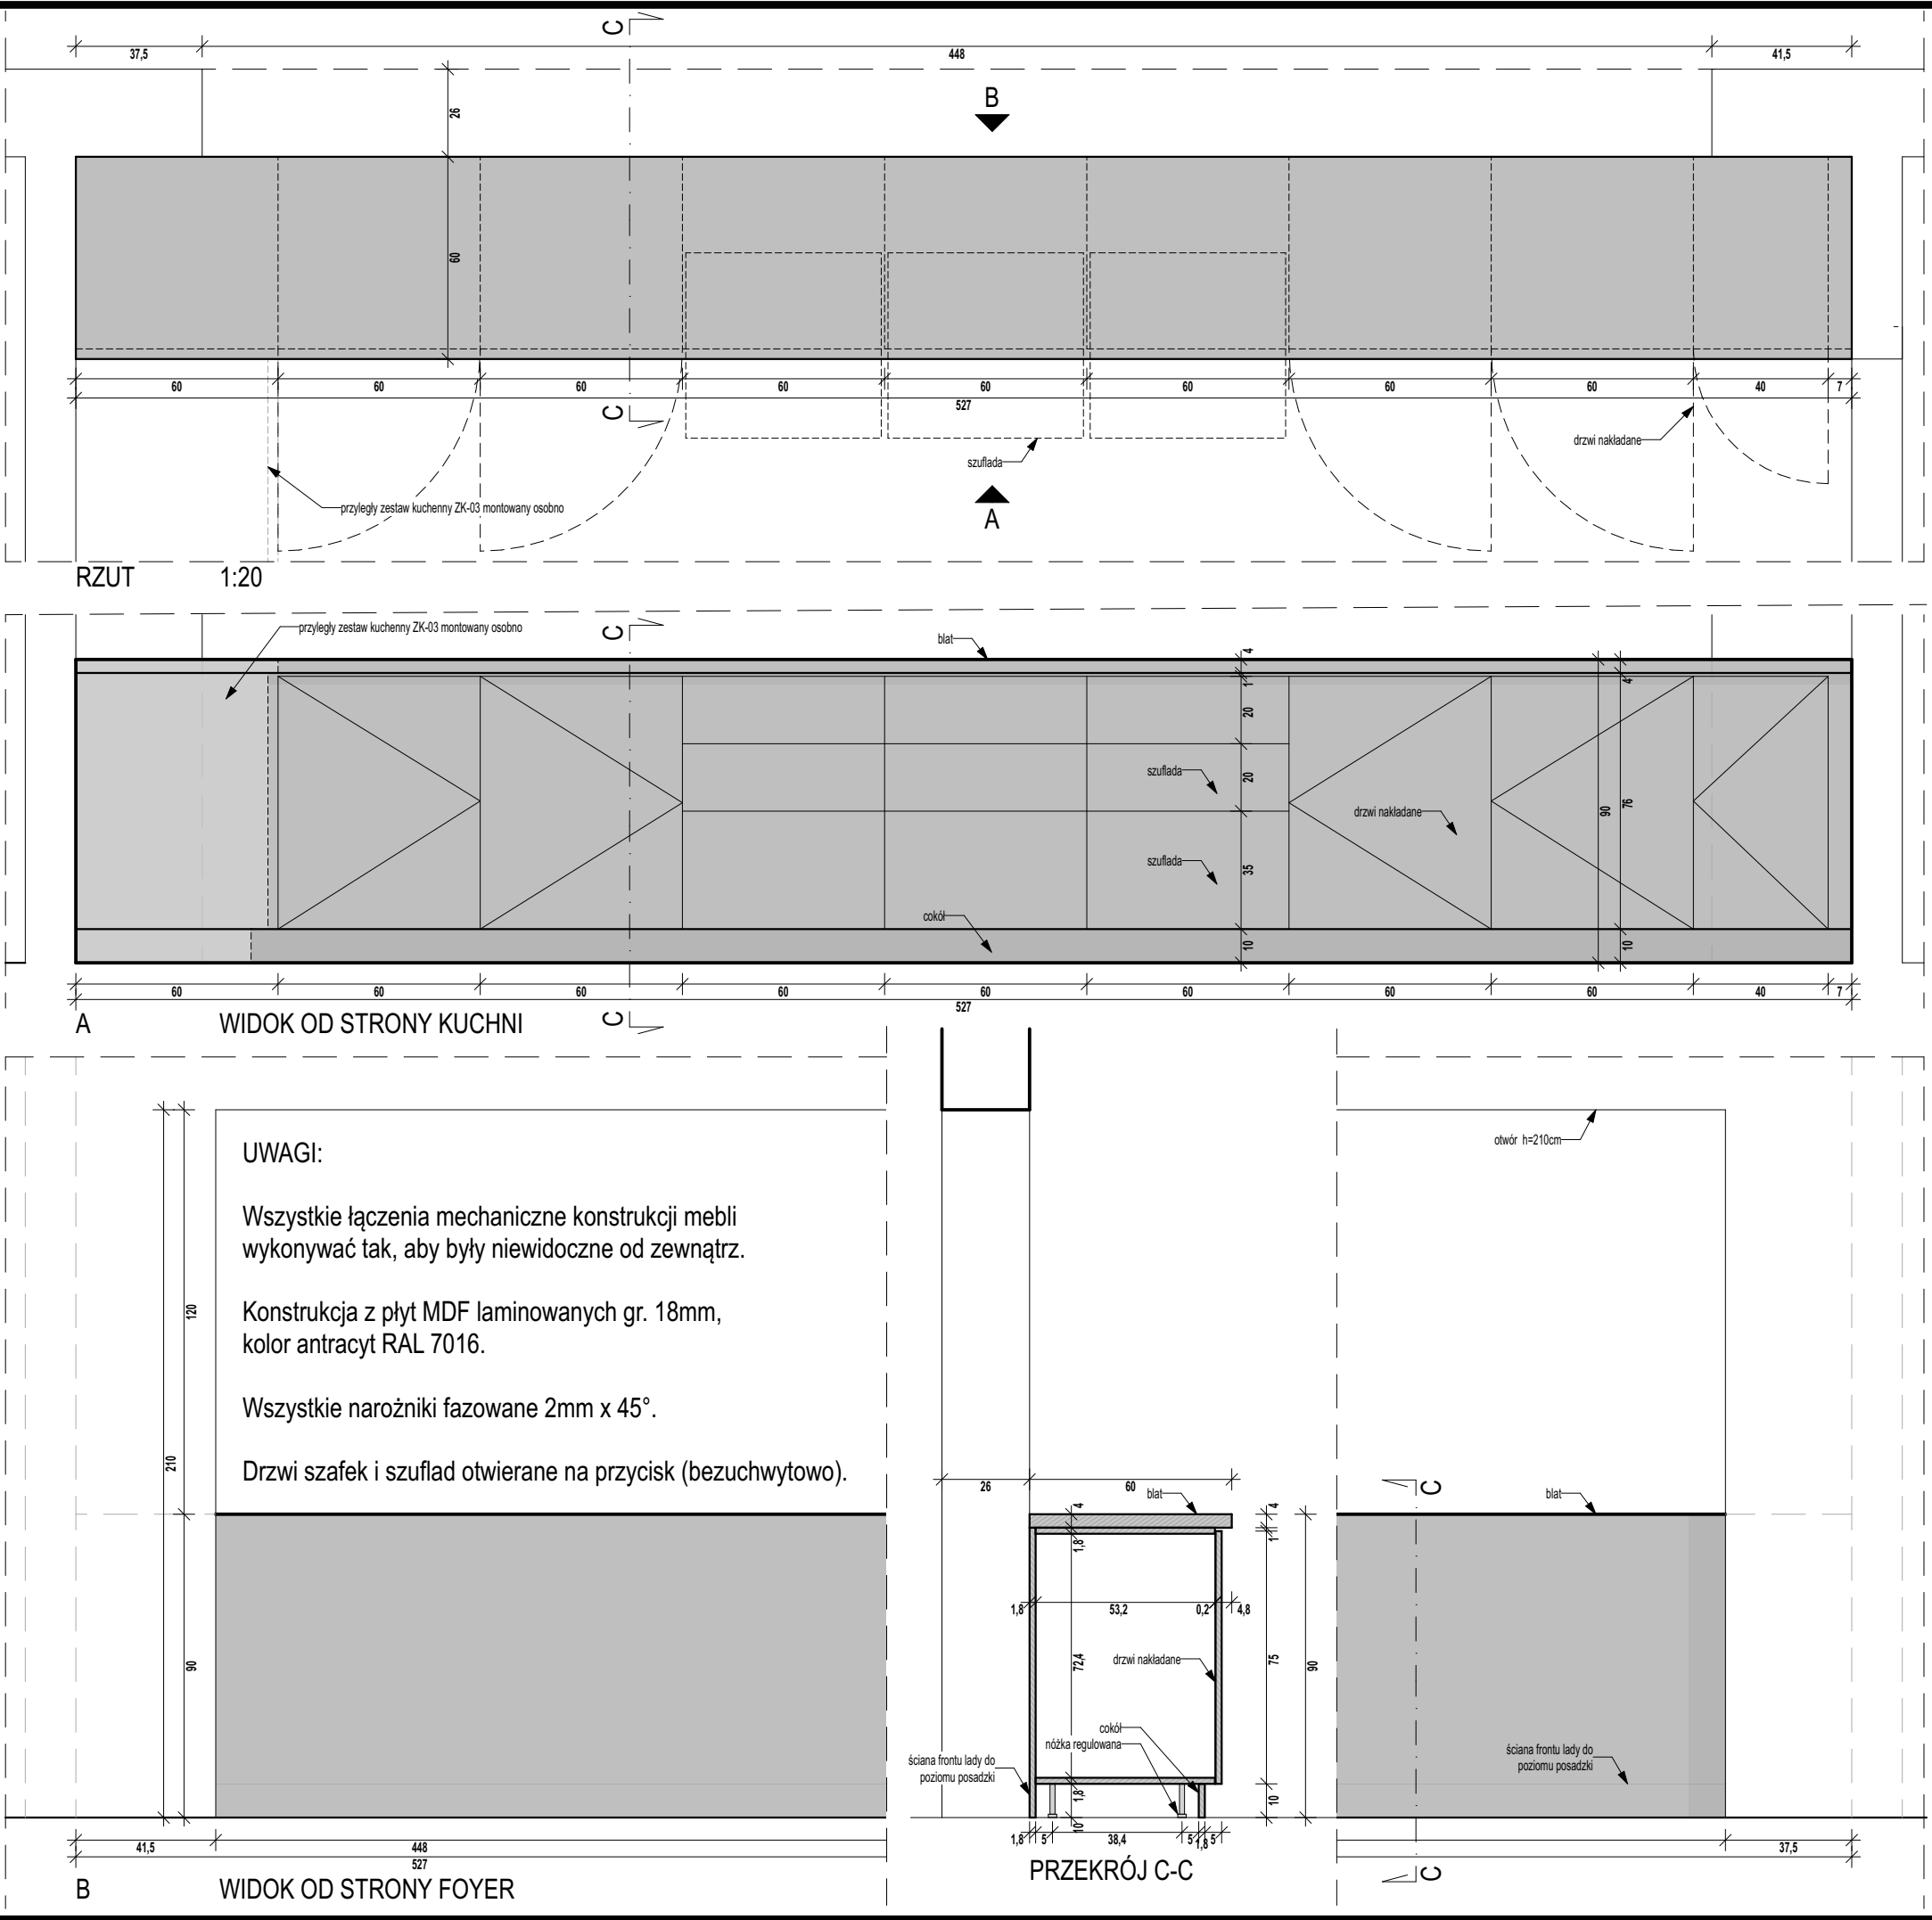 C
37,5
448
41,5
B
26
60
60
60
60
60
60
60
60
60
40
7
527
C
drzwi nakładane
szuflada
przyległy zestaw kuchenny ZK-03 montowany osobno
A
RZUT 1:20
przyległy zestaw kuchenny ZK-03 montowany osobno
C
blat
4
1
4
20
szuflada
20
drzwi nakładane
90
76
szuflada
35
cokół
10
10
60
60
60
60
60
60
60
60
40
7
527
A WIDOK OD STRONY KUCHNI
C
UWAGI:
Wszystkie łączenia mechaniczne konstrukcji mebli
wykonywać tak, aby były niewidoczne od zewnątrz.
Konstrukcja z płyt MDF laminowanych gr. 18mm,
kolor antracyt RAL 7016.
Wszystkie narożniki fazowane 2mm x 45°.
Drzwi szafek i szuflad otwierane na przycisk (bezuchwytowo).
120
210
90
41,5
448
527
B WIDOK OD STRONY FOYER
26
60
blat
4
4
1,8
1
1,8
53,2
0,2
4,8
72,4
drzwi nakładane
75
90
cokół
nóżka regulowana
ściana frontu lady do
poziomu posadzki
1,8
10
10
1,8
5
38,4
5
1,8
5
PRZEKRÓJ C-C
otwór h=210cm
C
blat
ściana frontu lady do
poziomu posadzki
37,5
C